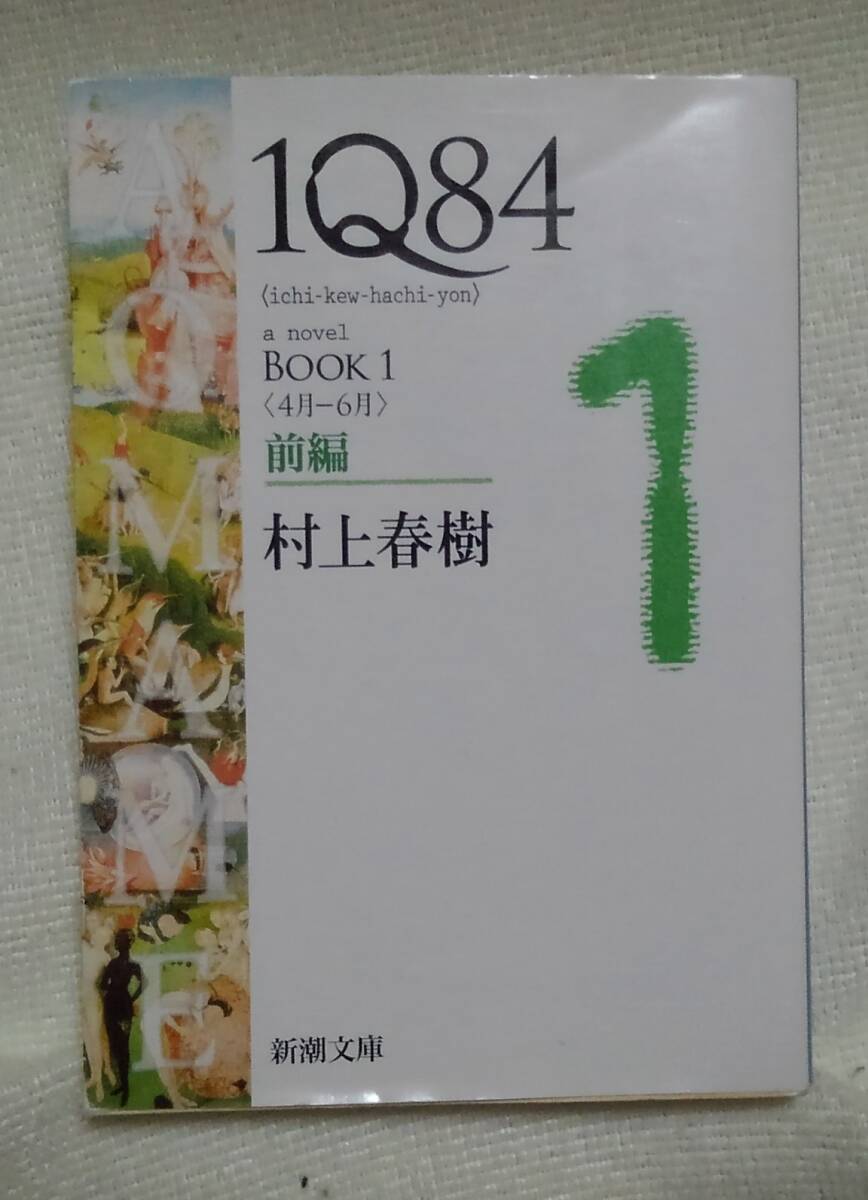 1Q84
〈ichi-kew-hachi-yon〉
a novel
BOOK 1
〈4月－6月〉
前編
村上春樹
1
新潮文庫
A
O
M
A
M
E